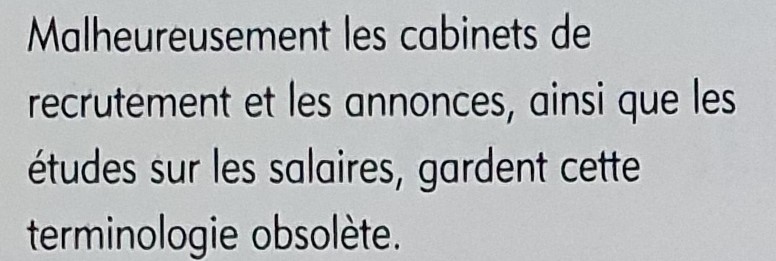 Malheureusement les cabinets de
recrutement et les annonces, ainsi que les
études sur les salaires, gardent cette
terminologie obsolète.